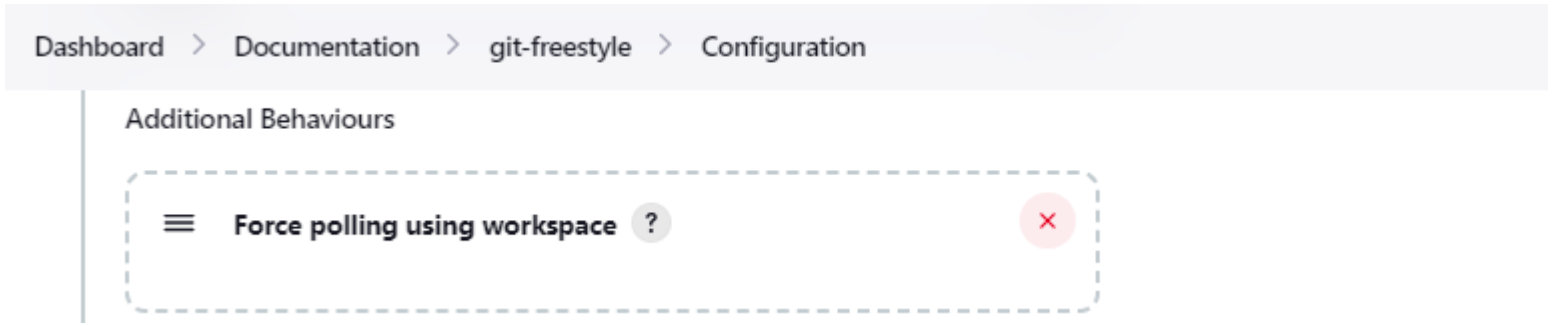 Dashboard > Documentation > git-freestyle > Configuration
Additional Behaviours
Force polling using workspace ?